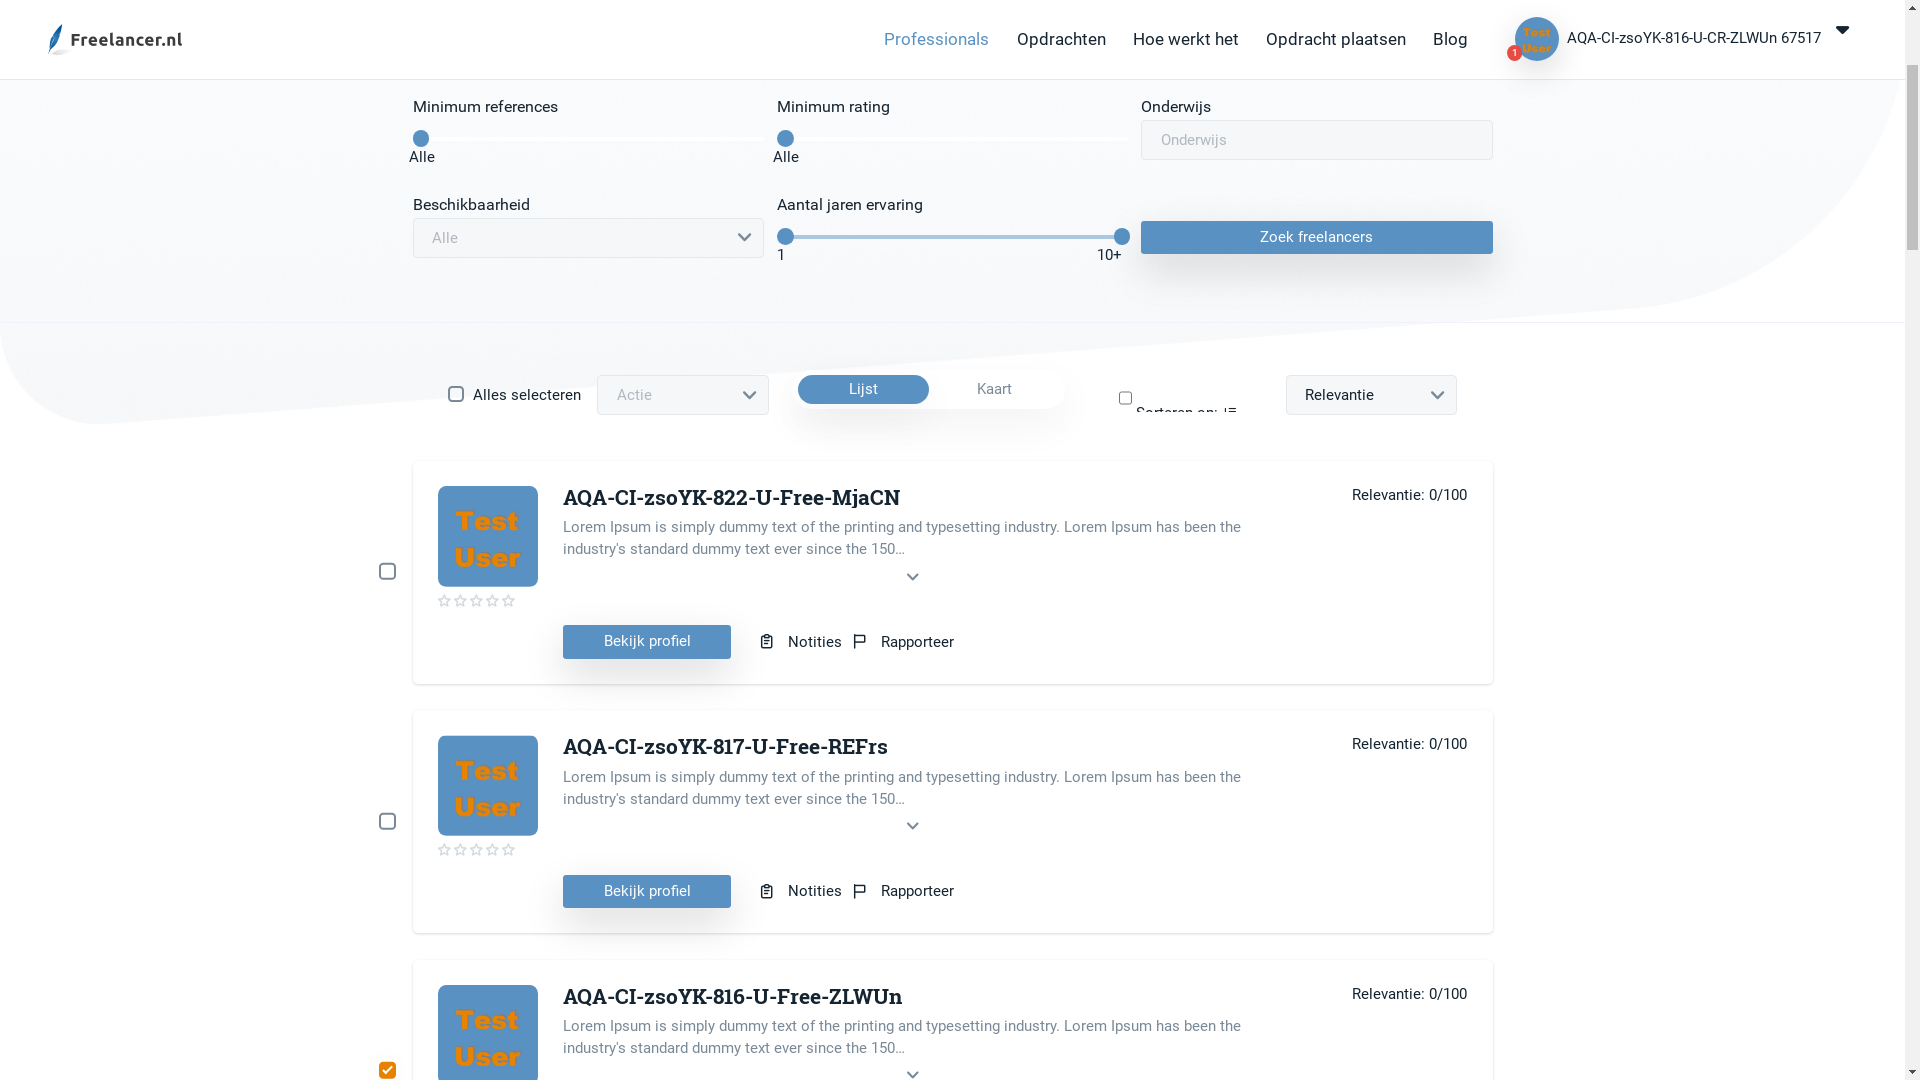 Freelancer.nl
Professionals
Opdrachten
Hoe werkt het
Opdracht plaatsen
Blog
Test
User
1
AQA-CI-zsoYK-816-U-CR-ZLWUn 67517
Minimum references
Alle
Minimum rating
Alle
Onderwijs
Onderwijs
Beschikbaarheid
Alle
Aantal jaren ervaring
1
10+
Zoek freelancers
Alles selecteren
Actie
Lijst
Kaart
Sorteren op:
Relevantie
Test
User
AQA-CI-zsoYK-822-U-Free-MjaCN
Relevantie: 0/100
Lorem Ipsum is simply dummy text of the printing and typesetting industry. Lorem Ipsum has been the
industry's standard dummy text ever since the 150...
Bekijk profiel
Notities
Rapporteer
Test
User
AQA-CI-zsoYK-817-U-Free-REFrs
Relevantie: 0/100
Lorem Ipsum is simply dummy text of the printing and typesetting industry. Lorem Ipsum has been the
industry's standard dummy text ever since the 150...
Bekijk profiel
Notities
Rapporteer
Test
User
AQA-CI-zsoYK-816-U-Free-ZLWUn
Relevantie: 0/100
Lorem Ipsum is simply dummy text of the printing and typesetting industry. Lorem Ipsum has been the
industry's standard dummy text ever since the 150...